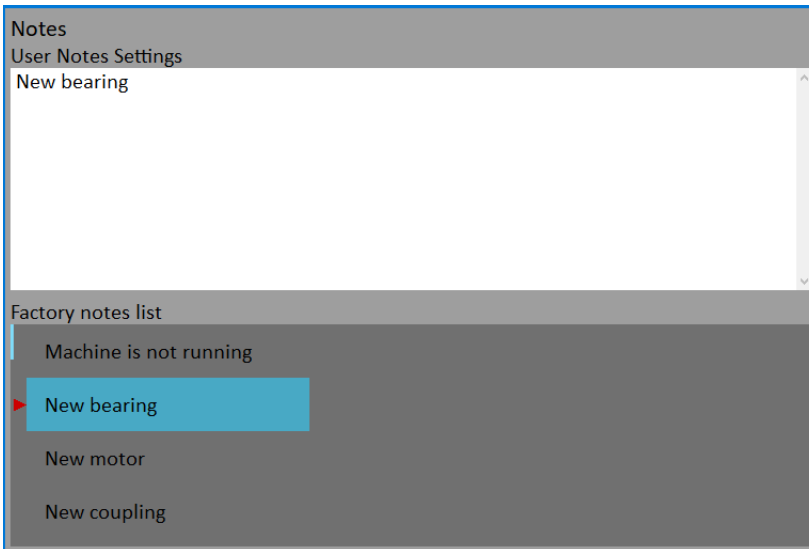 Notes
User Notes Settings
New bearing
Factory notes list
Machine is not running
New bearing
New motor
New coupling